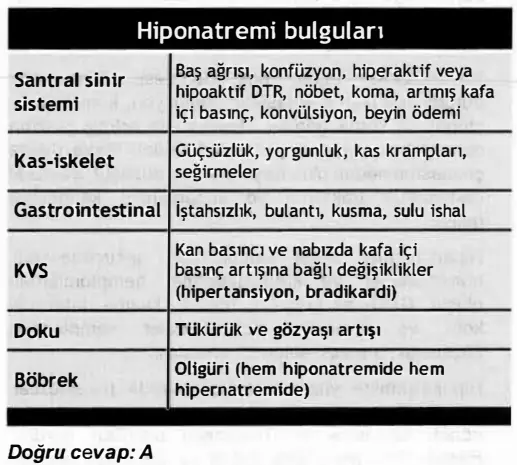 Hiponatremi bulguları
Santral sinir sistemi
Baş ağrısı, konfüzyon, hiperaktif veya
hipoaktif DTR, nöbet, koma, artmış kafa
içi basınç, konvülsiyon, beyin ödemi
Kas-iskelet
Güçsüzlük, yorgunluk, kas krampları,
seğirmeler
Gastrointestinal
İştahsızlık, bulantı, kusma, sulu ishal
KVS
Kan basıncı ve nabızda kafa içi
basınç artışına bağlı değişiklikler
(hipertansiyon, bradikardi)
Doku
Tükürük ve gözyaşı artışı
Böbrek
Oligüri (hem hiponatremide hem
hipernatremide)
Doğru cevap: A